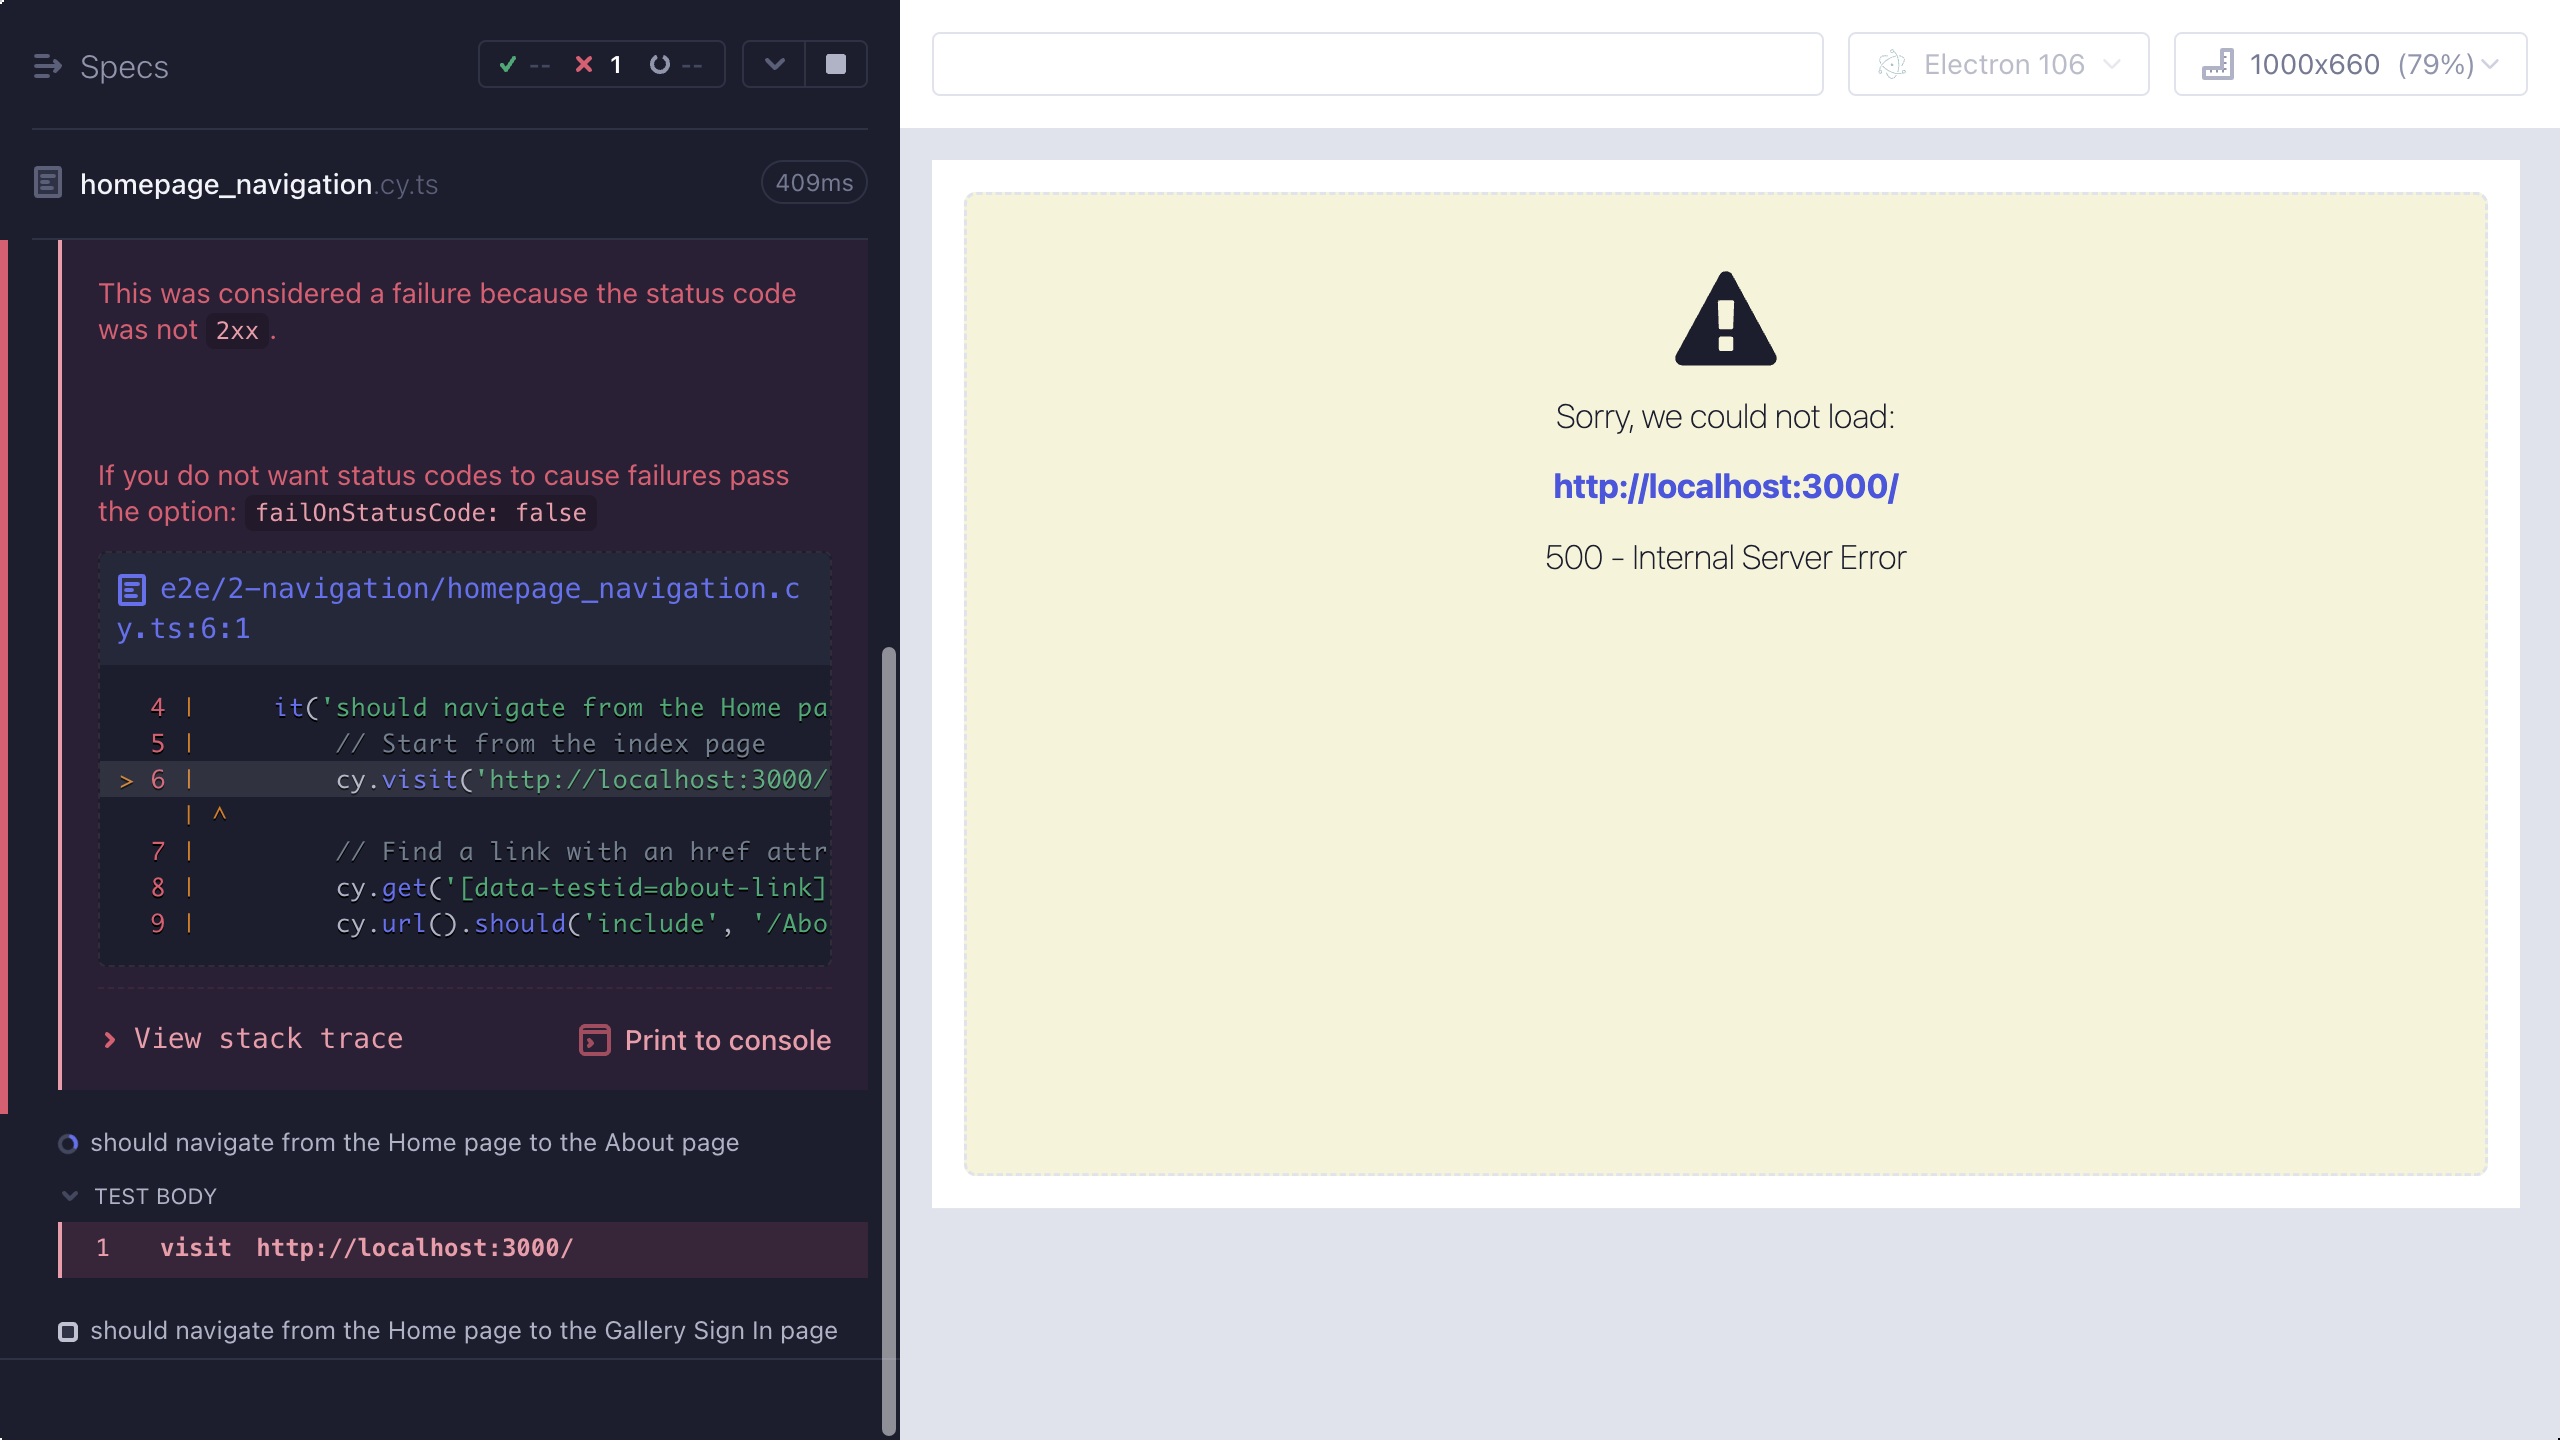 Specs
-- 1 --
homepage_navigation.cy.ts 409ms
This was considered a failure because the status code
was not 2xx .
If you do not want status codes to cause failures pass
the option: failOnStatusCode: false
e2e/2-navigation/homepage_navigation.c
y.ts:6:1
4 | it('should navigate from the Home pa
5 | // Start from the index page
> 6 | cy.visit('http://localhost:3000/
| ^
7 | // Find a link with an href attr
8 | cy.get('[data-testid=about-link]
9 | cy.url().should('include', '/Abo
View stack trace
Print to console
should navigate from the Home page to the About page
TEST BODY
1 visit http://localhost:3000/
should navigate from the Home page to the Gallery Sign In page
Electron 106
1000x660 (79%)
Sorry, we could not load:
http://localhost:3000/
500 - Internal Server Error